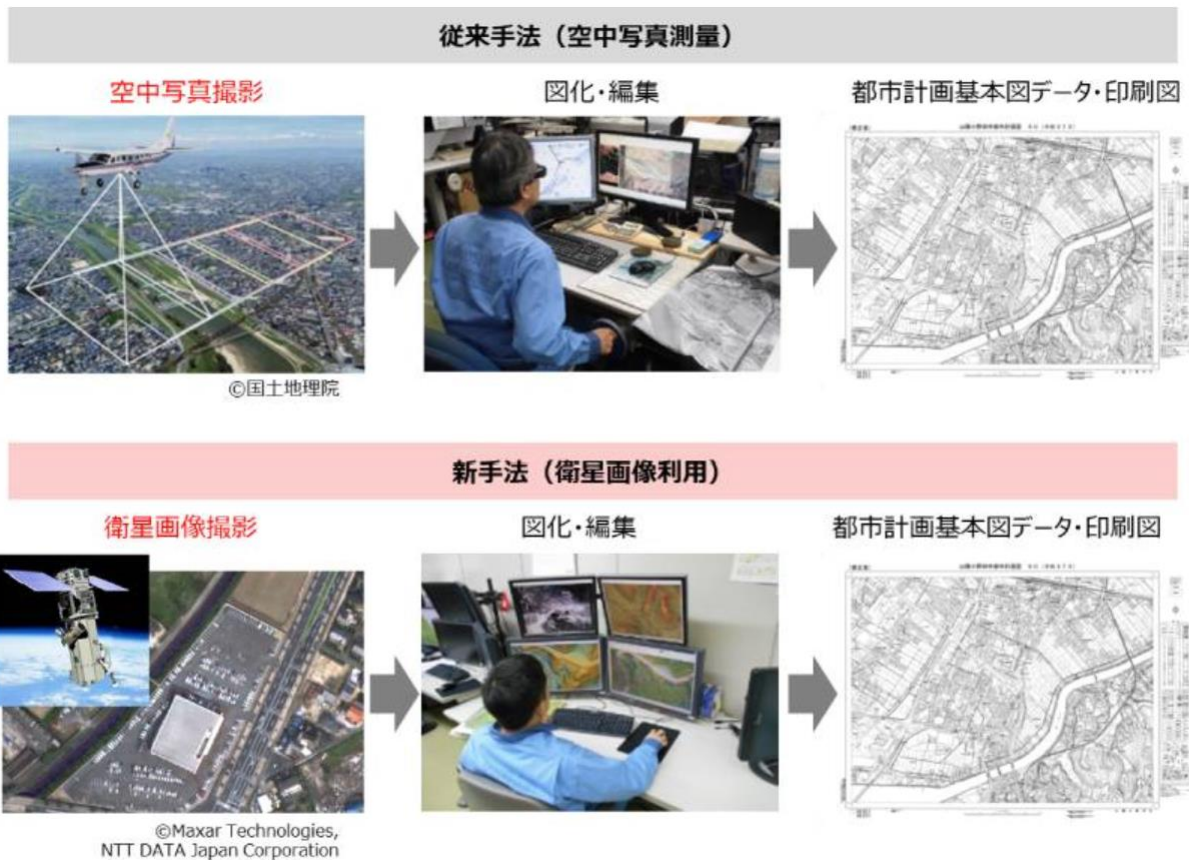 従来手法（空中写真測量）
空中写真撮影
図化・編集
都市計画基本図データ・印刷図
©国土地理院
新手法（衛星画像利用）
衛星画像撮影
図化・編集
都市計画基本図データ・印刷図
©Maxar Technologies,
NTT DATA Japan Corporation